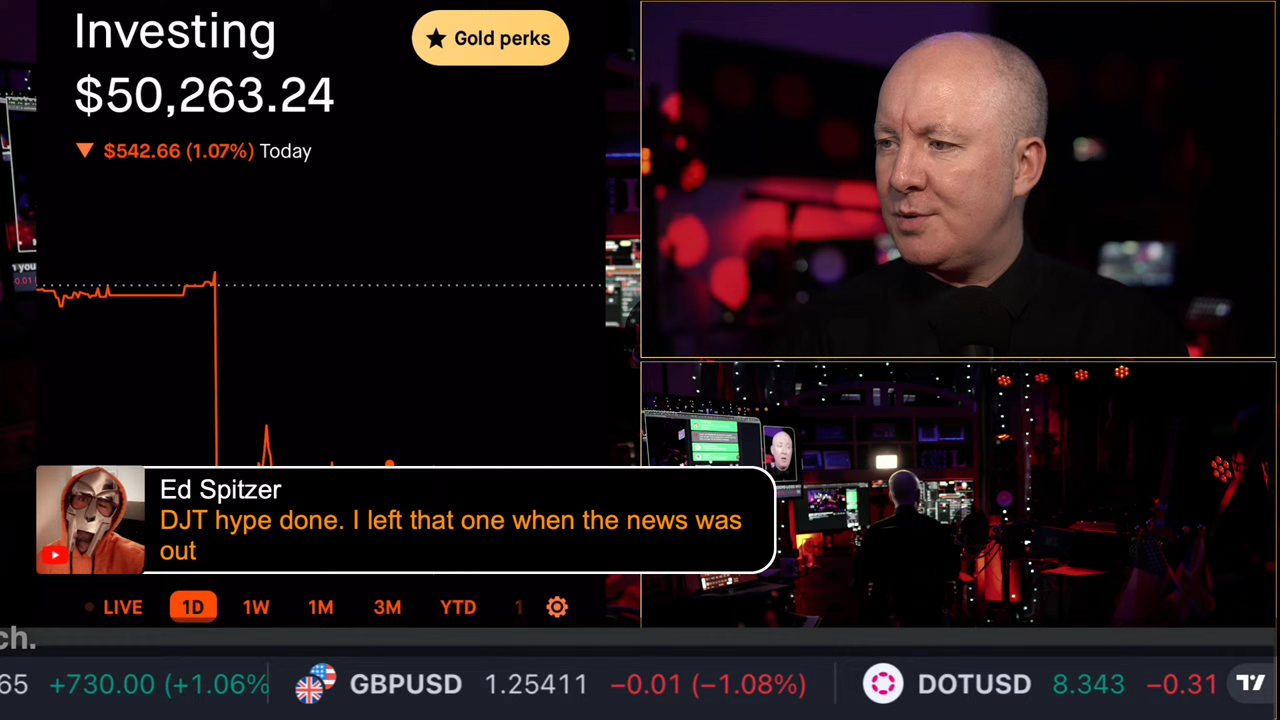 Investing
Gold perks
$50,263.24
$542.66 (1.07%) Today
Ed Spitzer
DJT hype done. I left that one when the news was
out
LIVE 1D 1W 1M 3M YTD 1
ch.
65 +730.00 (+1.06%) GBPUSD 1.25411 −0.01 (−1.08%) DOTUSD 8.343 −0.31